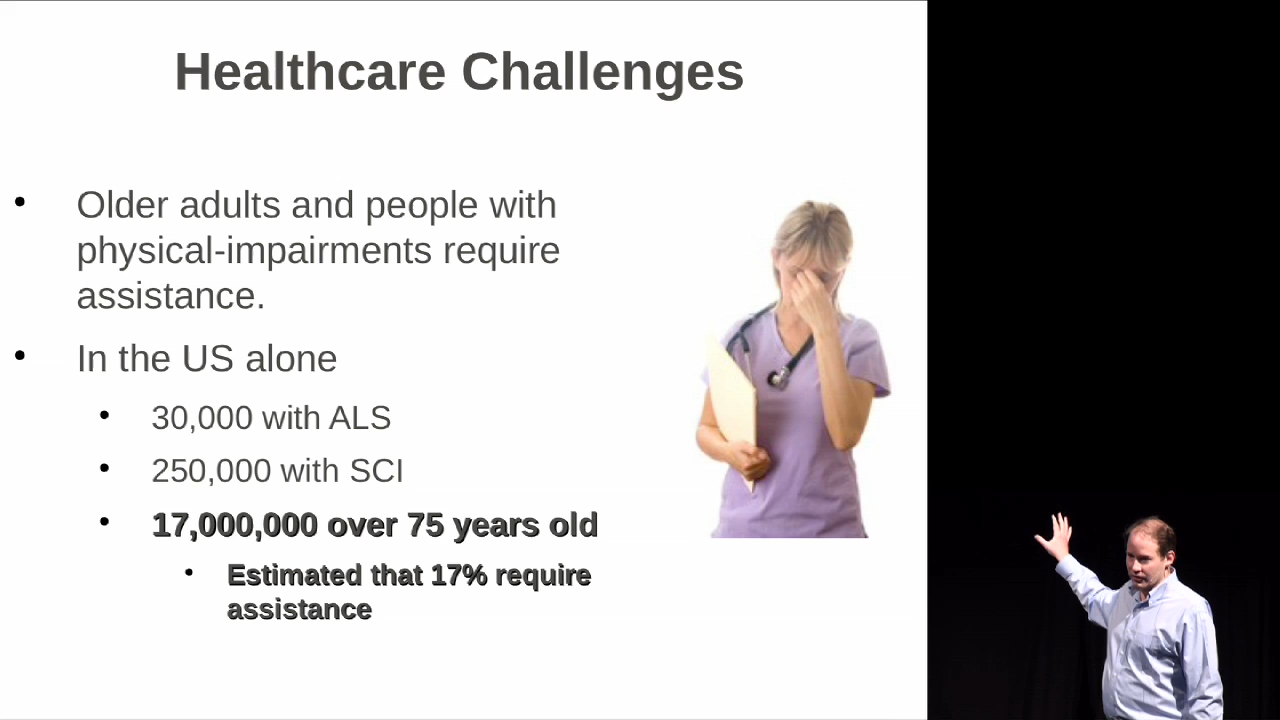 Healthcare Challenges
• Older adults and people with
physical-impairments require
assistance.
• In the US alone
• 30,000 with ALS
• 250,000 with SCI
• 17,000,000 over 75 years old
• Estimated that 17% require
assistance